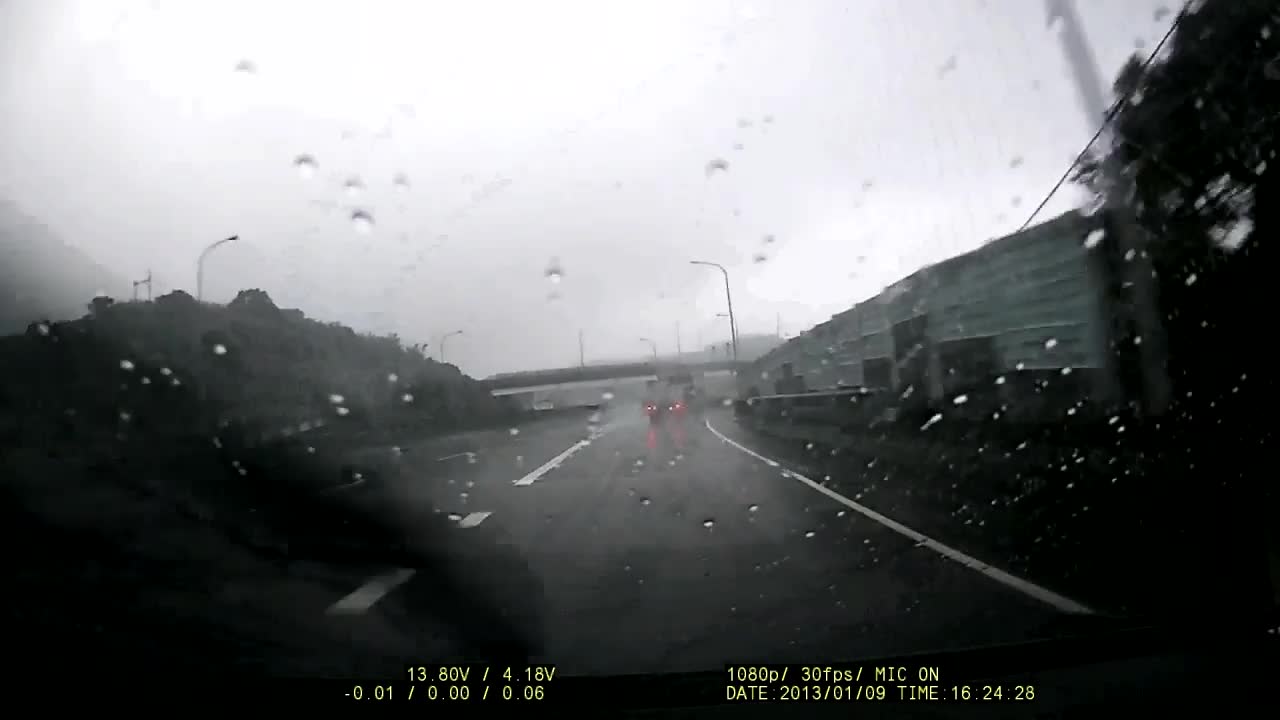 13.80V / 4.18V
-0.01 / 0.00 / 0.06
1080p/ 30fps/ MIC ON
DATE:2013/01/09 TIME:16:24:28